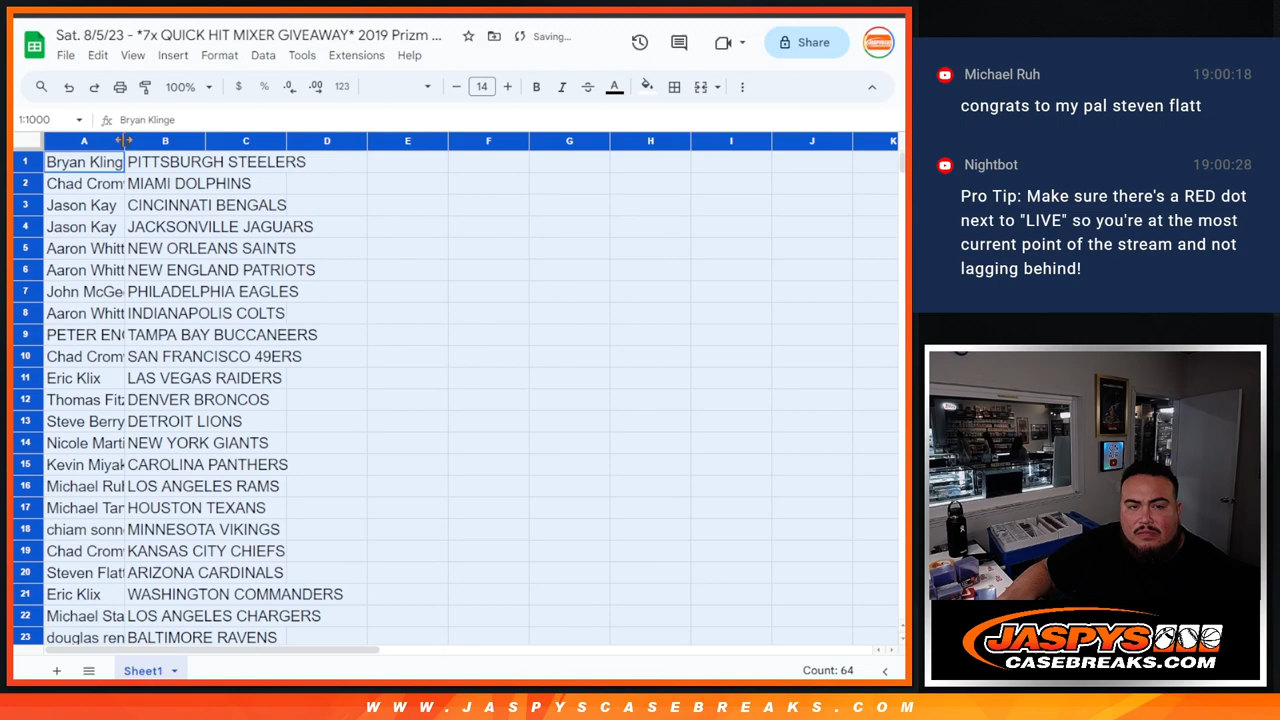 Sat. 8/5/23 - *7x QUICK HIT MIXER GIVEAWAY* 2019 Prizm ...
Saving...
File Edit View Insert Format Data Tools Extensions Help
Share
100% $ % .0 .00 123 14 B I A
1:1000 fx Bryan Klinge
A B C D E F G H I J K
1 Bryan Kling PITTSBURGH STEELERS
2 Chad Crom MIAMI DOLPHINS
3 Jason Kay CINCINNATI BENGALS
4 Jason Kay JACKSONVILLE JAGUARS
5 Aaron Whitt NEW ORLEANS SAINTS
6 Aaron Whitt NEW ENGLAND PATRIOTS
7 John McGe PHILADELPHIA EAGLES
8 Aaron Whitt INDIANAPOLIS COLTS
9 PETER EN TAMPA BAY BUCCANEERS
10 Chad Crom SAN FRANCISCO 49ERS
11 Eric Klix LAS VEGAS RAIDERS
12 Thomas Fit DENVER BRONCOS
13 Steve Berry DETROIT LIONS
14 Nicole Marti NEW YORK GIANTS
15 Kevin Miyak CAROLINA PANTHERS
16 Michael Ruh LOS ANGELES RAMS
17 Michael Tan HOUSTON TEXANS
18 chiam sonn MINNESOTA VIKINGS
19 Chad Crom KANSAS CITY CHIEFS
20 Steven Flatt ARIZONA CARDINALS
21 Eric Klix WASHINGTON COMMANDERS
22 Michael Sta LOS ANGELES CHARGERS
23 douglas ren BALTIMORE RAVENS
Sheet1
Count: 64
Michael Ruh 19:00:18
congrats to my pal steven flatt
Nightbot 19:00:28
Pro Tip: Make sure there's a RED dot
next to "LIVE" so you're at the most
current point of the stream and not
lagging behind!
JASPYS
CASEBREAKS.COM
WWW.JASPYSCASEBREAKS.COM